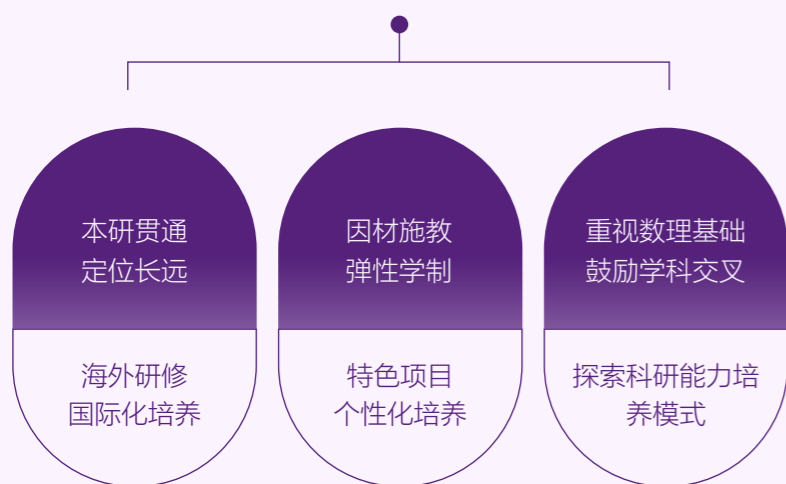 本研贯通
定位长远
海外研修
国际化培养
因材施教
弹性学制
特色项目
个性化培养
重视数理基础
鼓励学科交叉
探索科研能力培
养模式